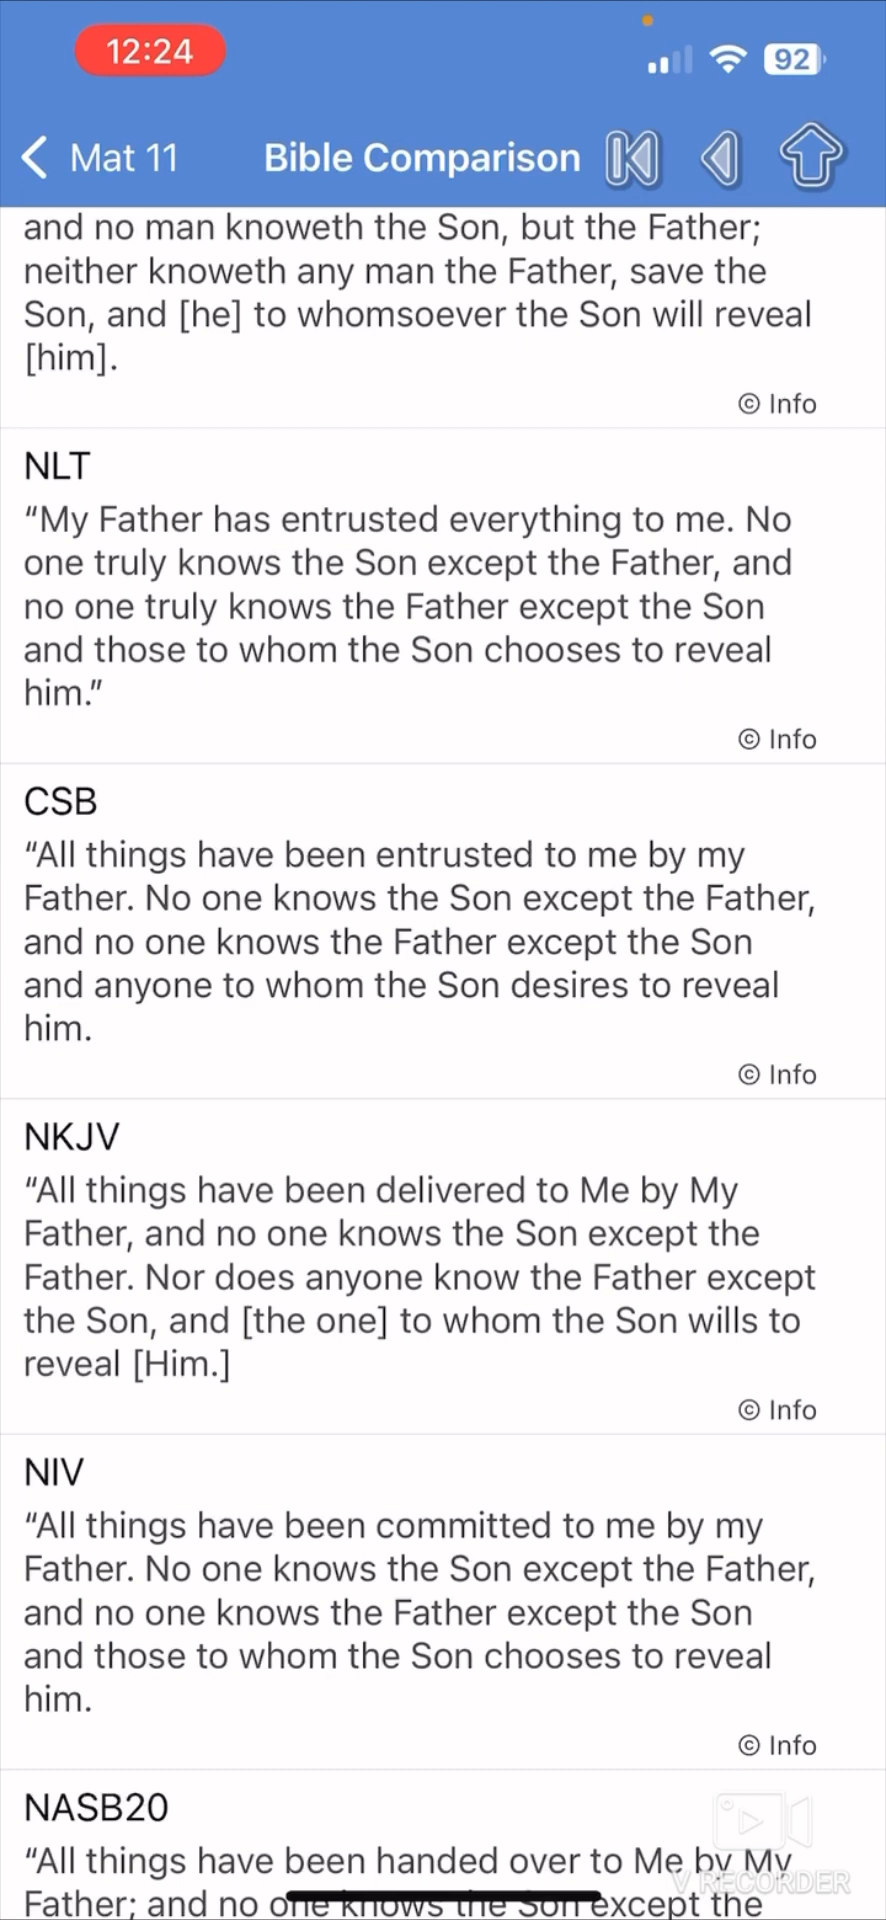 12:24
92
Mat 11
Bible Comparison
and no man knoweth the Son, but the Father;
neither knoweth any man the Father, save the
Son, and [he] to whomsoever the Son will reveal
[him].
© Info
NLT
“My Father has entrusted everything to me. No
one truly knows the Son except the Father, and
no one truly knows the Father except the Son
and those to whom the Son chooses to reveal
him.”
© Info
CSB
“All things have been entrusted to me by my
Father. No one knows the Son except the Father,
and no one knows the Father except the Son
and anyone to whom the Son desires to reveal
him.
© Info
NKJV
“All things have been delivered to Me by My
Father, and no one knows the Son except the
Father. Nor does anyone know the Father except
the Son, and [the one] to whom the Son wills to
reveal [Him.]
© Info
NIV
“All things have been committed to me by my
Father. No one knows the Son except the Father,
and no one knows the Father except the Son
and those to whom the Son chooses to reveal
him.
© Info
NASB20
“All things have been handed over to Me by My
V RECORDER
Father; and no one knows the Son except the